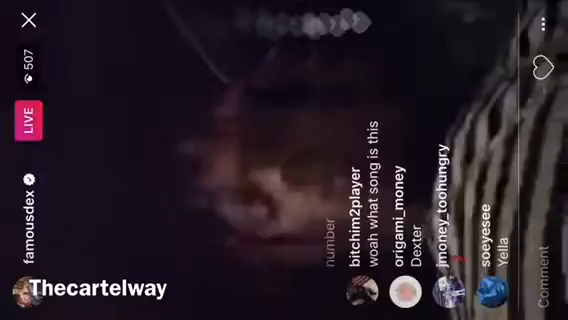 famousdex
LIVE
507
number
bitchim2player
woah what song is this
origami_money
Dexter
jmoney_toohungry
soeyesee
Yella
Comment
Thecartelway